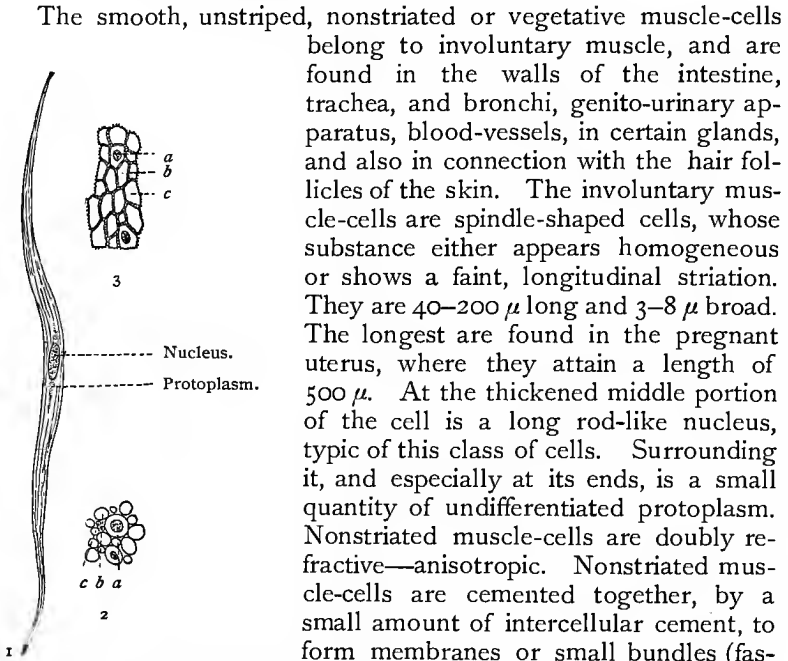 The smooth, unstriped, nonstriated or vegetative muscle-cells
belong to involuntary muscle, and are
found in the walls of the intestine,
trachea, and bronchi, genito-urinary ap-
paratus, blood-vessels, in certain glands,
and also in connection with the hair fol-
licles of the skin. The involuntary mus-
cle-cells are spindle-shaped cells, whose
substance either appears homogeneous
or shows a faint, longitudinal striation.
They are 40–200 μ long and 3–8 μ broad.
The longest are found in the pregnant
uterus, where they attain a length of
500 μ. At the thickened middle portion
of the cell is a long rod-like nucleus,
typic of this class of cells. Surrounding
it, and especially at its ends, is a small
quantity of undifferentiated protoplasm.
Nonstriated muscle-cells are doubly re-
fractive—anisotropic. Nonstriated mus-
cle-cells are cemented together, by a
small amount of intercellular cement, to
form membranes or small bundles (fas-
a
b
c
3
Nucleus.
Protoplasm.
c b a
2
1